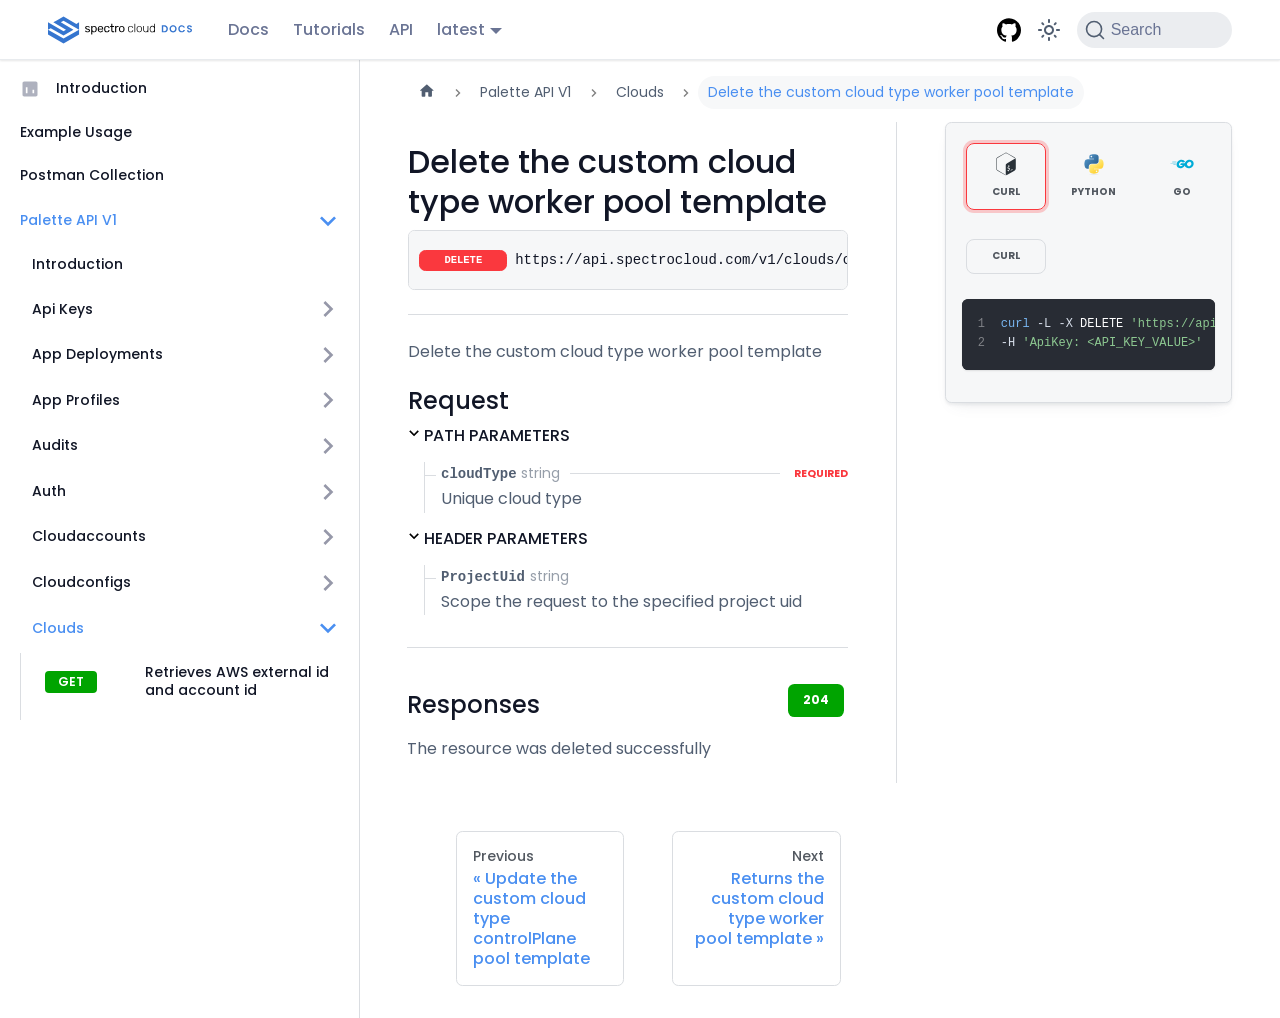 spectro cloud DOCS
Docs
Tutorials
API
latest
Search
Introduction
Example Usage
Postman Collection
Palette API V1
Introduction
Api Keys
App Deployments
App Profiles
Audits
Auth
Cloudaccounts
Cloudconfigs
Clouds
GET Retrieves AWS external id
and account id
Palette API V1
Clouds
Delete the custom cloud type worker pool template
Delete the custom cloud
type worker pool template
DELETE https://api.spectrocloud.com/v1/clouds/c
Delete the custom cloud type worker pool template
Request
PATH PARAMETERS
cloudType string REQUIRED
Unique cloud type
HEADER PARAMETERS
ProjectUid string
Scope the request to the specified project uid
Responses
204
The resource was deleted successfully
Previous
« Update the
custom cloud
type
controlPlane
pool template
Next
Returns the
custom cloud
type worker
pool template »
CURL
PYTHON
GO
CURL
1 curl -L -X DELETE 'https://api
2 -H 'ApiKey: <API_KEY_VALUE>'